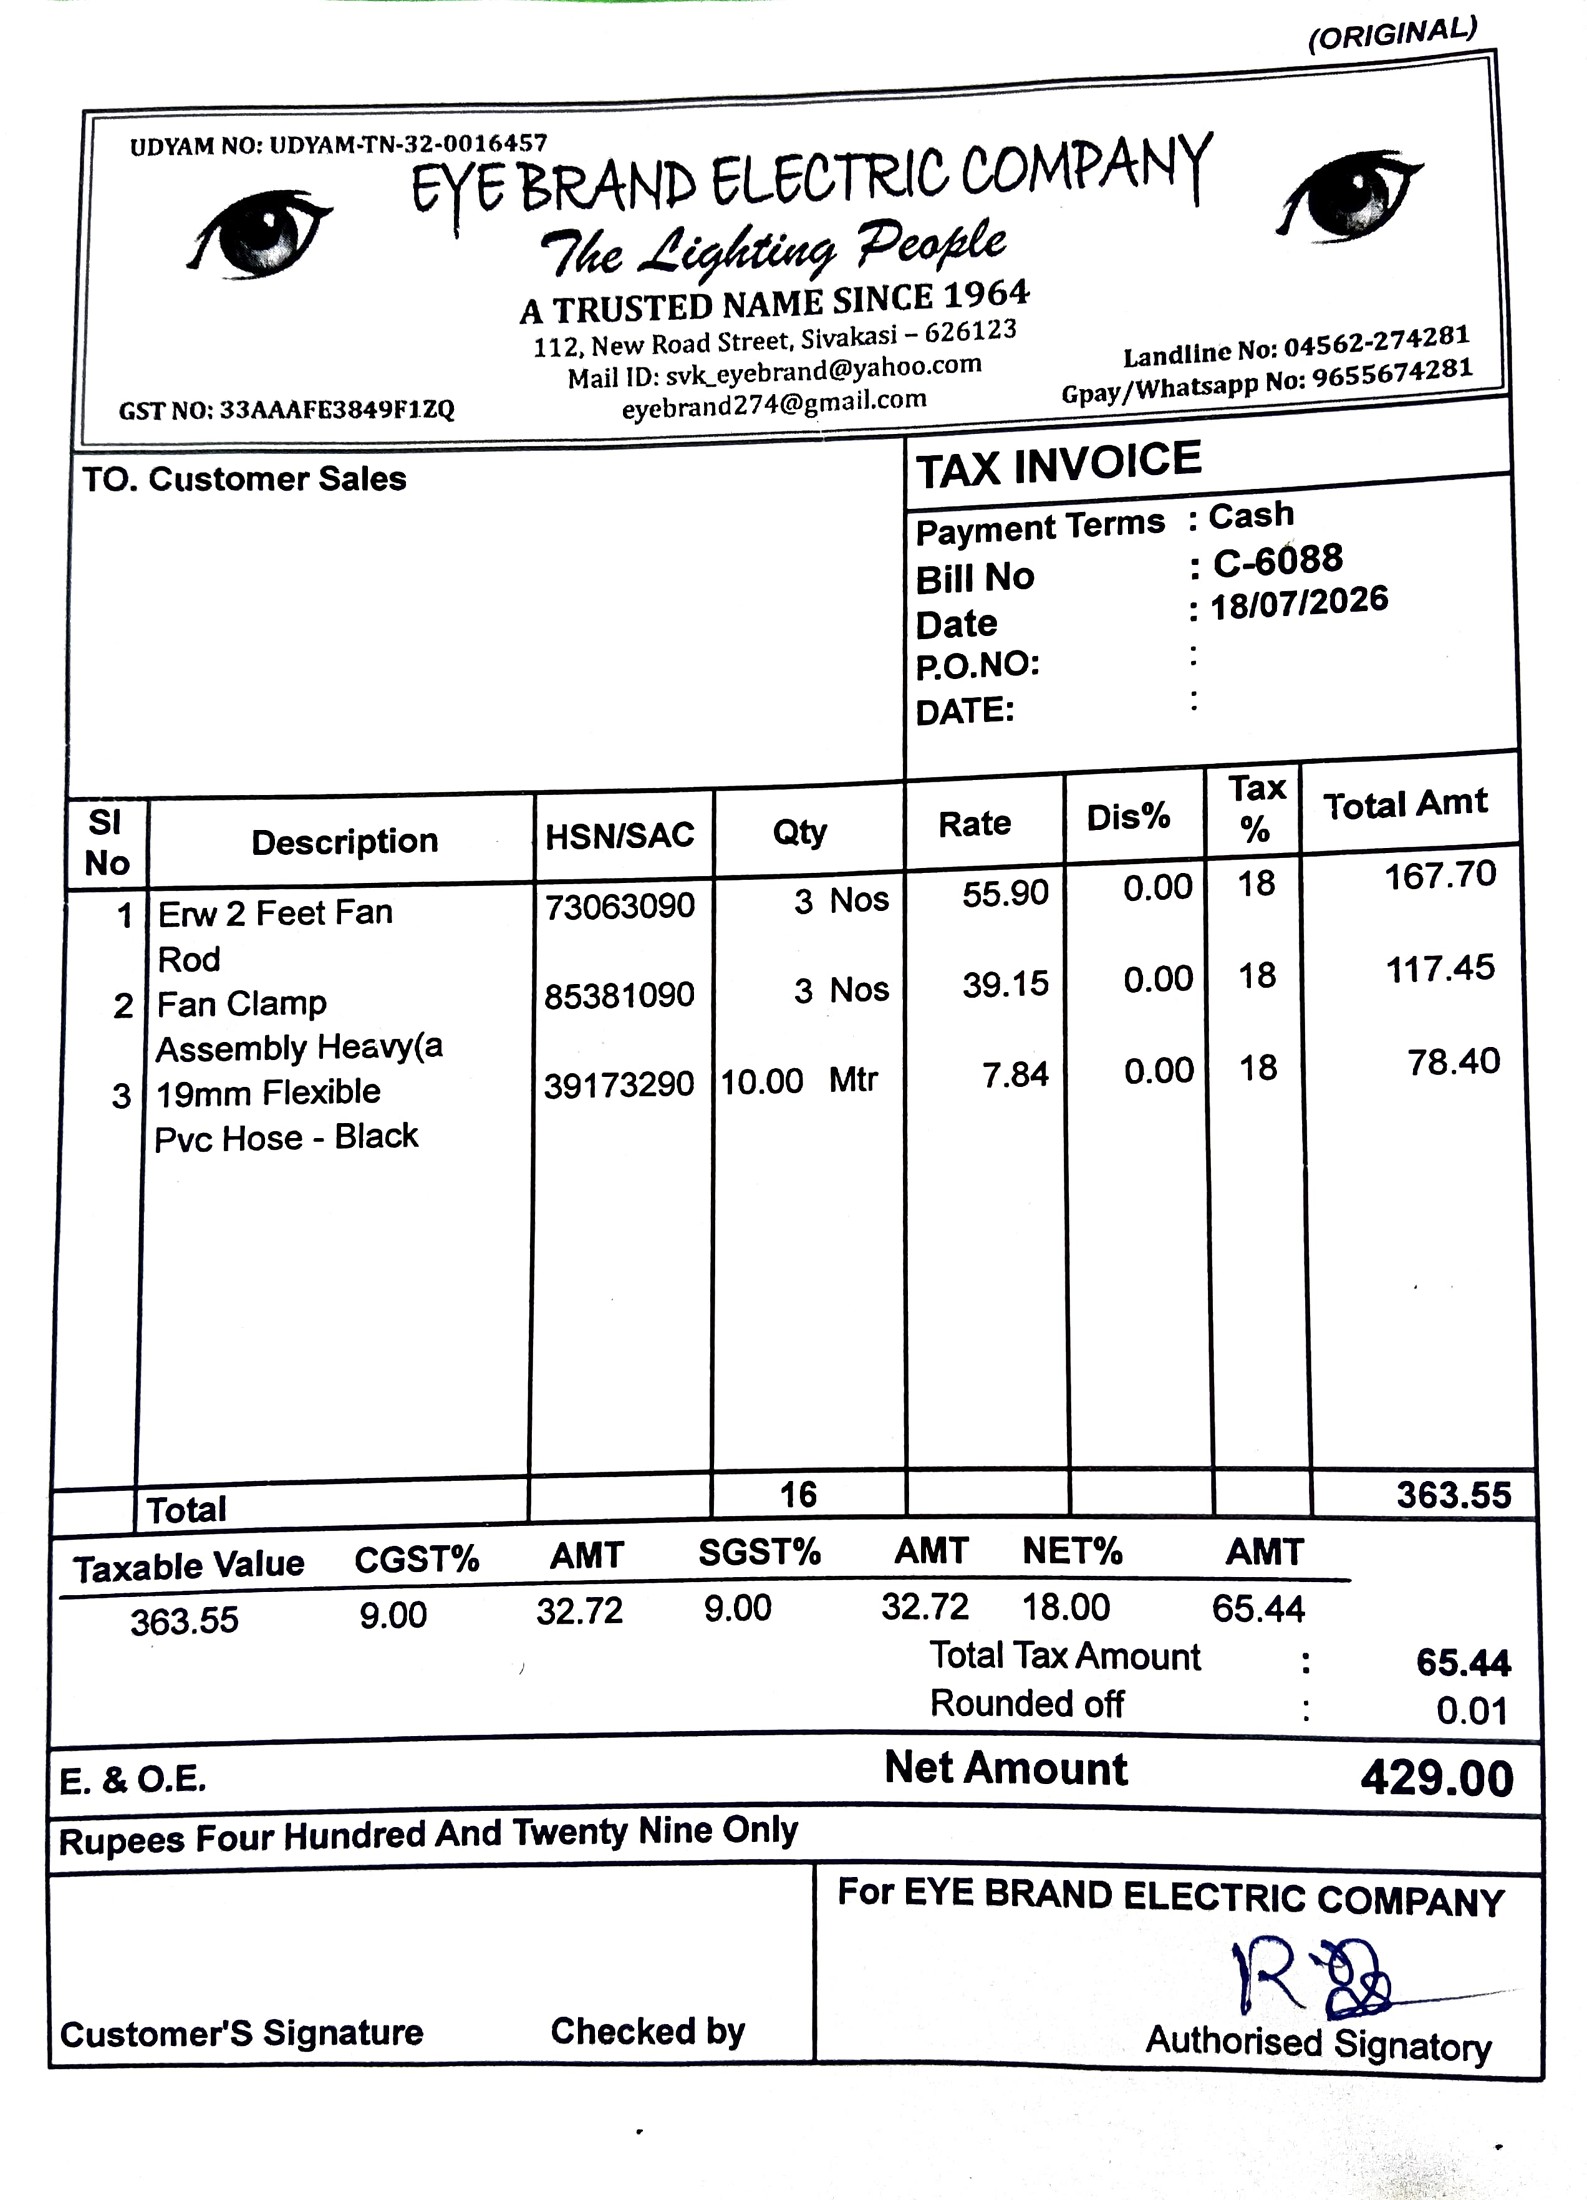 (ORIGINAL)
UDYAM NO: UDYAM-TN-32-0016457
EYE BRAND ELECTRIC COMPANY
The Lighting People
A TRUSTED NAME SINCE 1964
112, New Road Street, Sivakasi – 626123
Mail ID: svk_eyebrand@yahoo.com
eyebrand274@gmail.com
Landline No: 04562-274281
Gpay/Whatsapp No: 9655674281
GST NO: 33AAAFE3849F1ZQ
TO. Customer Sales
TAX INVOICE
Payment Terms : Cash
Bill No : C-6088
Date : 18/07/2026
P.O.NO: :
DATE: :
Sl No Description HSN/SAC Qty Rate Dis% Tax % Total Amt
1 Erw 2 Feet Fan 73063090 3 Nos 55.90 0.00 18 167.70
Rod
2 Fan Clamp 85381090 3 Nos 39.15 0.00 18 117.45
Assembly Heavy(a
3 19mm Flexible 39173290 10.00 Mtr 7.84 0.00 18 78.40
Pvc Hose - Black
Total 16 363.55
Taxable Value CGST% AMT SGST% AMT NET% AMT
363.55 9.00 32.72 9.00 32.72 18.00 65.44
Total Tax Amount : 65.44
Rounded off : 0.01
E. & O.E. Net Amount 429.00
Rupees Four Hundred And Twenty Nine Only
For EYE BRAND ELECTRIC COMPANY
Customer'S Signature Checked by Authorised Signatory